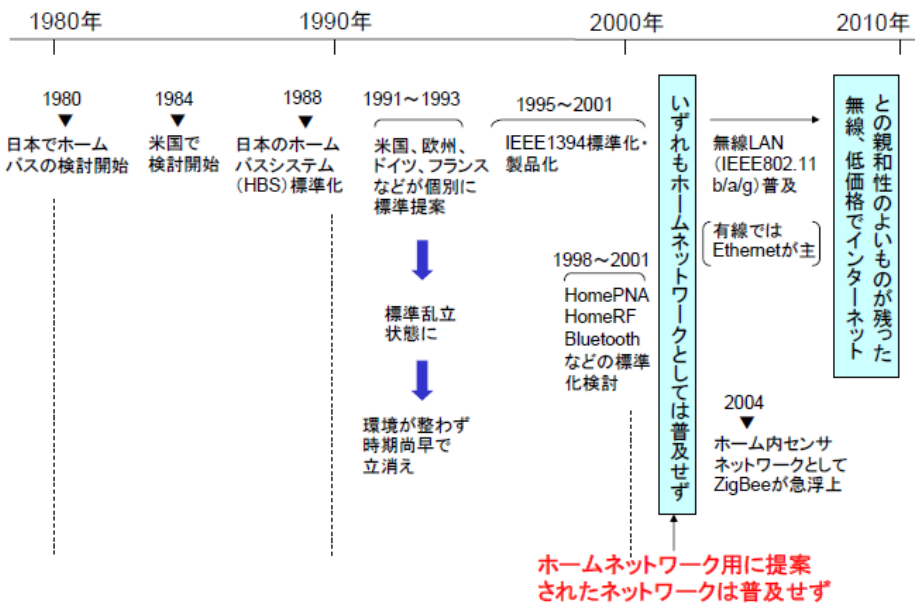 1980年
1990年
2000年
2010年
1980
▼
日本でホーム
バスの検討開始
1984
▼
米国で
検討開始
1988
▼
日本のホーム
バスシステム
(HBS)標準化
1991～1993
米国、欧州、
ドイツ、フランス
などが個別に
標準提案
標準乱立
状態に
環境が整わず
時期尚早で
立消え
1995～2001
IEEE1394標準化・
製品化
1998～2001
HomePNA
HomeRF
Bluetooth
などの標準
化検討
いずれもホームネットワークとしては普及せず
無線LAN
(IEEE802.11
b/a/g)普及
有線では
Ethernetが主
2004
▼
ホーム内センサ
ネットワークとして
ZigBeeが急浮上
無線、低価格でインターネット
との親和性のよいものが残った
ホームネットワーク用に提案
されたネットワークは普及せず